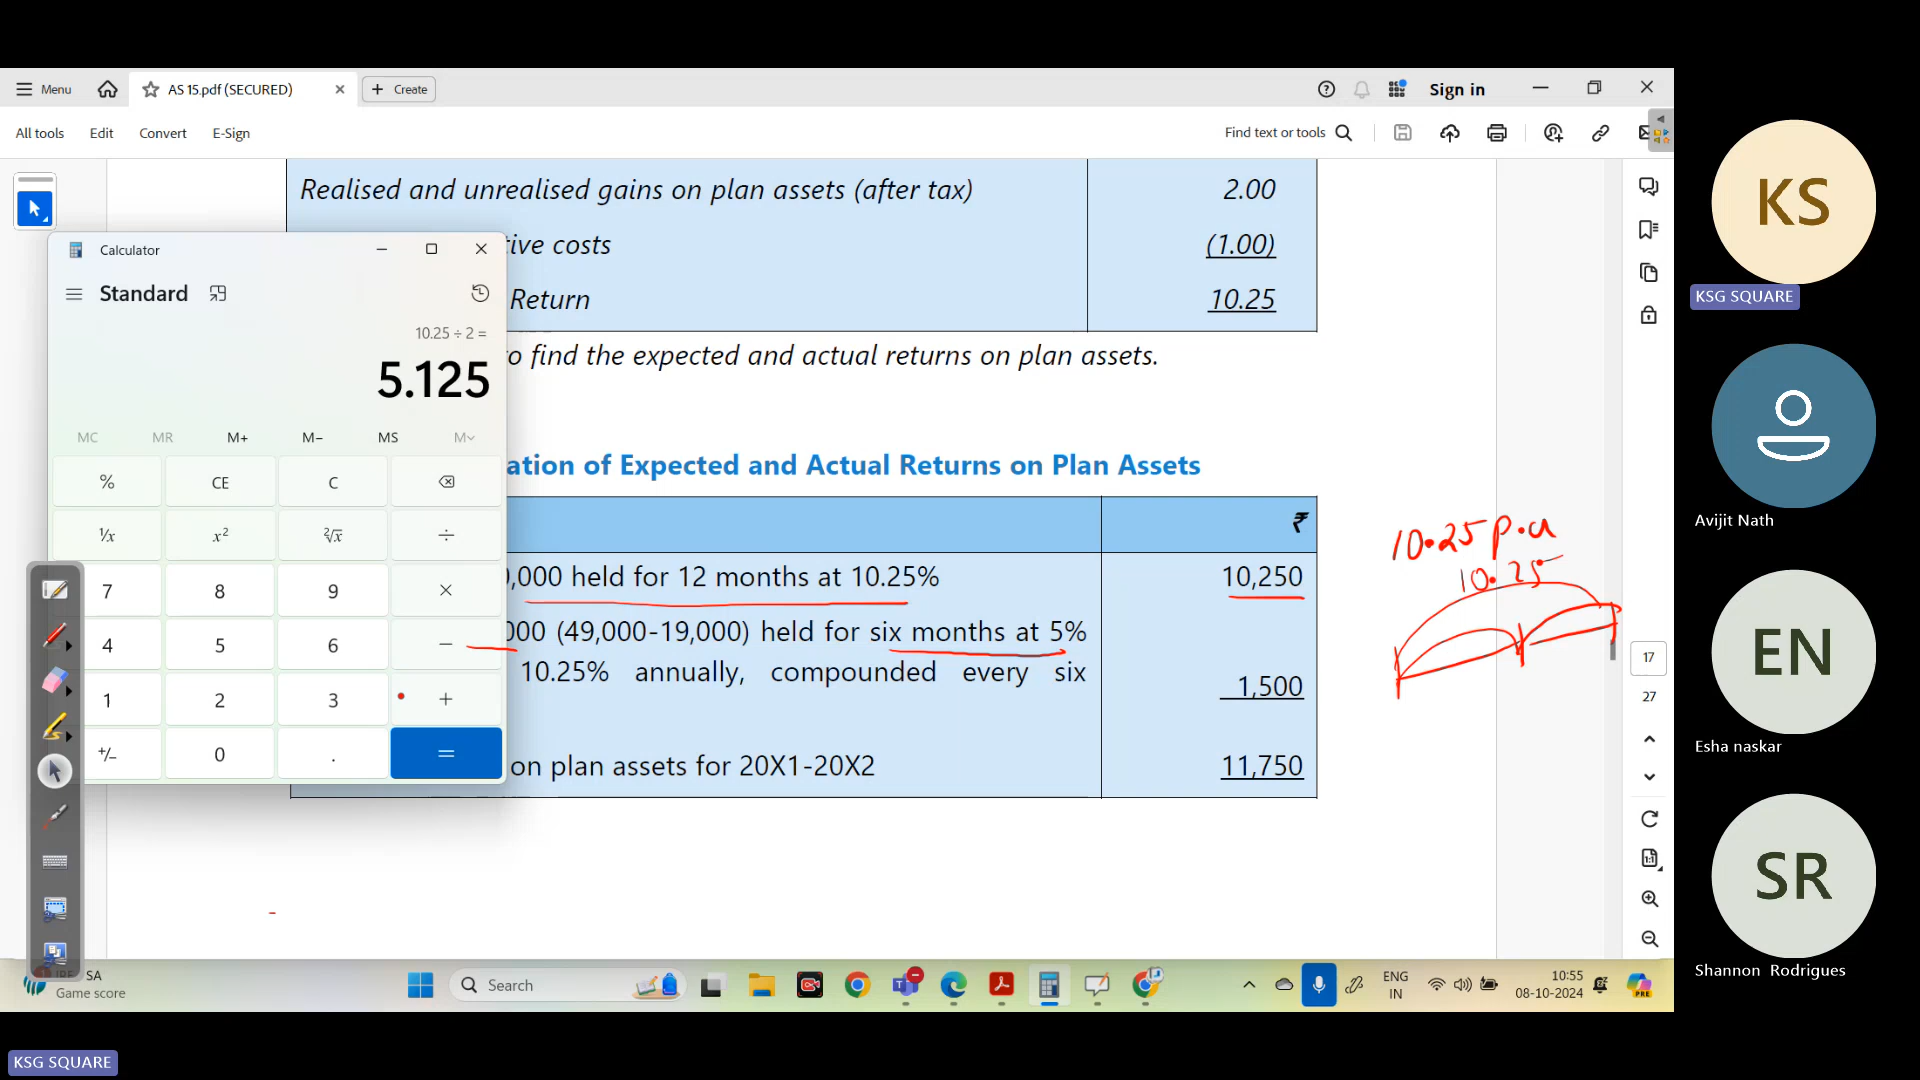 Menu
AS 15.pdf (SECURED)
Create
Sign in
All tools
Edit
Convert
E-Sign
Find text or tools
Realised and unrealised gains on plan assets (after tax) 2.00
tive costs (1.00)
Return 10.25
to find the expected and actual returns on plan assets.
ation of Expected and Actual Returns on Plan Assets
₹
0,000 held for 12 months at 10.25% 10,250
000 (49,000-19,000) held for six months at 5%
10.25% annually, compounded every six
1,500
on plan assets for 20X1-20X2 11,750
10.25 p.a
10.25
Calculator
Standard
10.25 ÷ 2 =
5.125
MC MR M+ M− MS M
% CE C
1/x x² ²√x ÷
7 8 9 ×
4 5 6 −
1 2 3 +
+/− 0 . =
17
27
1:1
SA
Game score
Search
ENG
IN
10:55
08-10-2024
PRE
KS
KSG SQUARE
Avijit Nath
EN
Esha naskar
SR
Shannon Rodrigues
KSG SQUARE